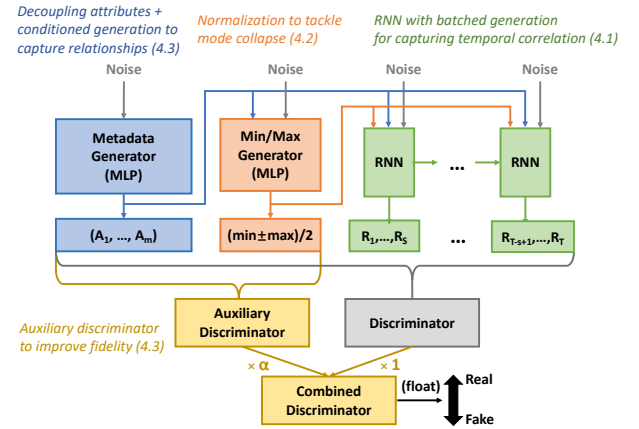 Decoupling attributes +
conditioned generation to
capture relationships (4.3)
Normalization to tackle
mode collapse (4.2)
RNN with batched generation
for capturing temporal correlation (4.1)
Noise
Noise
Noise
Noise
Metadata
Generator
(MLP)
Min/Max
Generator
(MLP)
RNN
...
RNN
(A₁, …, Aₘ)
(min±max)/2
R₁,…,R_S
...
R_{T-s+1},…,R_T
Auxiliary
Discriminator
Discriminator
Auxiliary discriminator
to improve fidelity (4.3)
× α
× 1
Combined
Discriminator
(float)
Real
Fake